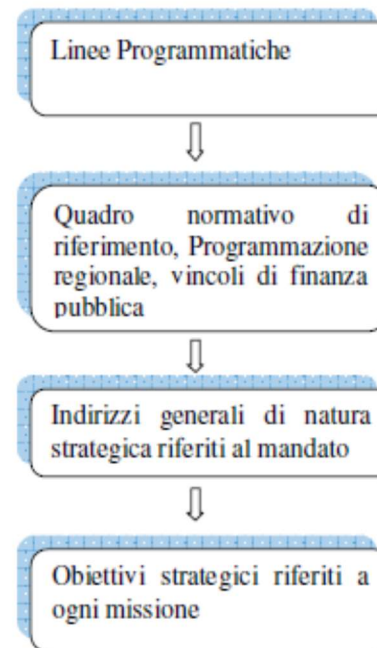 Linee Programmatiche
Quadro normativo di
riferimento, Programmazione
regionale, vincoli di finanza
pubblica
Indirizzi generali di natura
strategica riferiti al mandato
Obiettivi strategici riferiti a
ogni missione